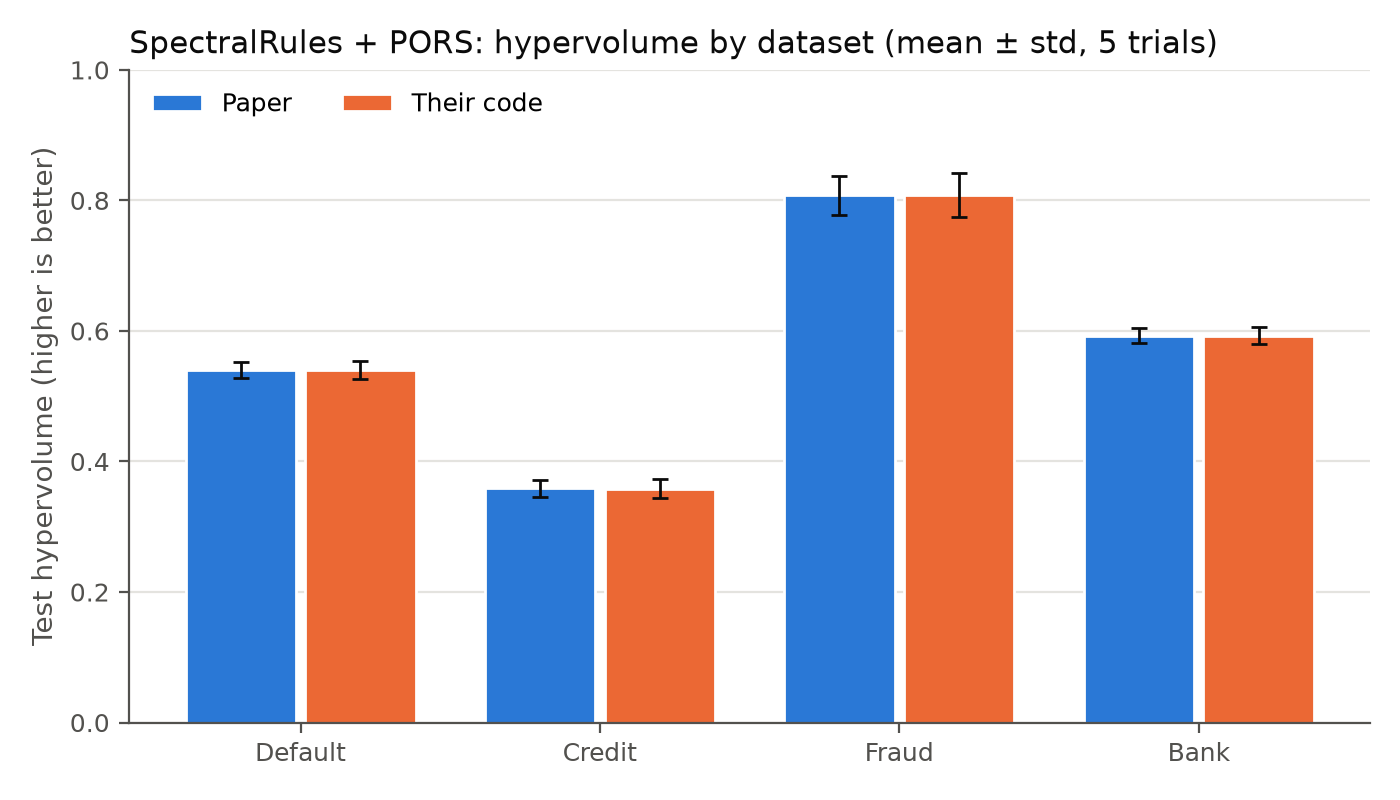 SpectralRules + PORS: hypervolume by dataset (mean ± std, 5 trials)
Paper
Their code
Test hypervolume (higher is better)
1.0
0.8
0.6
0.4
0.2
0.0
Default
Credit
Fraud
Bank